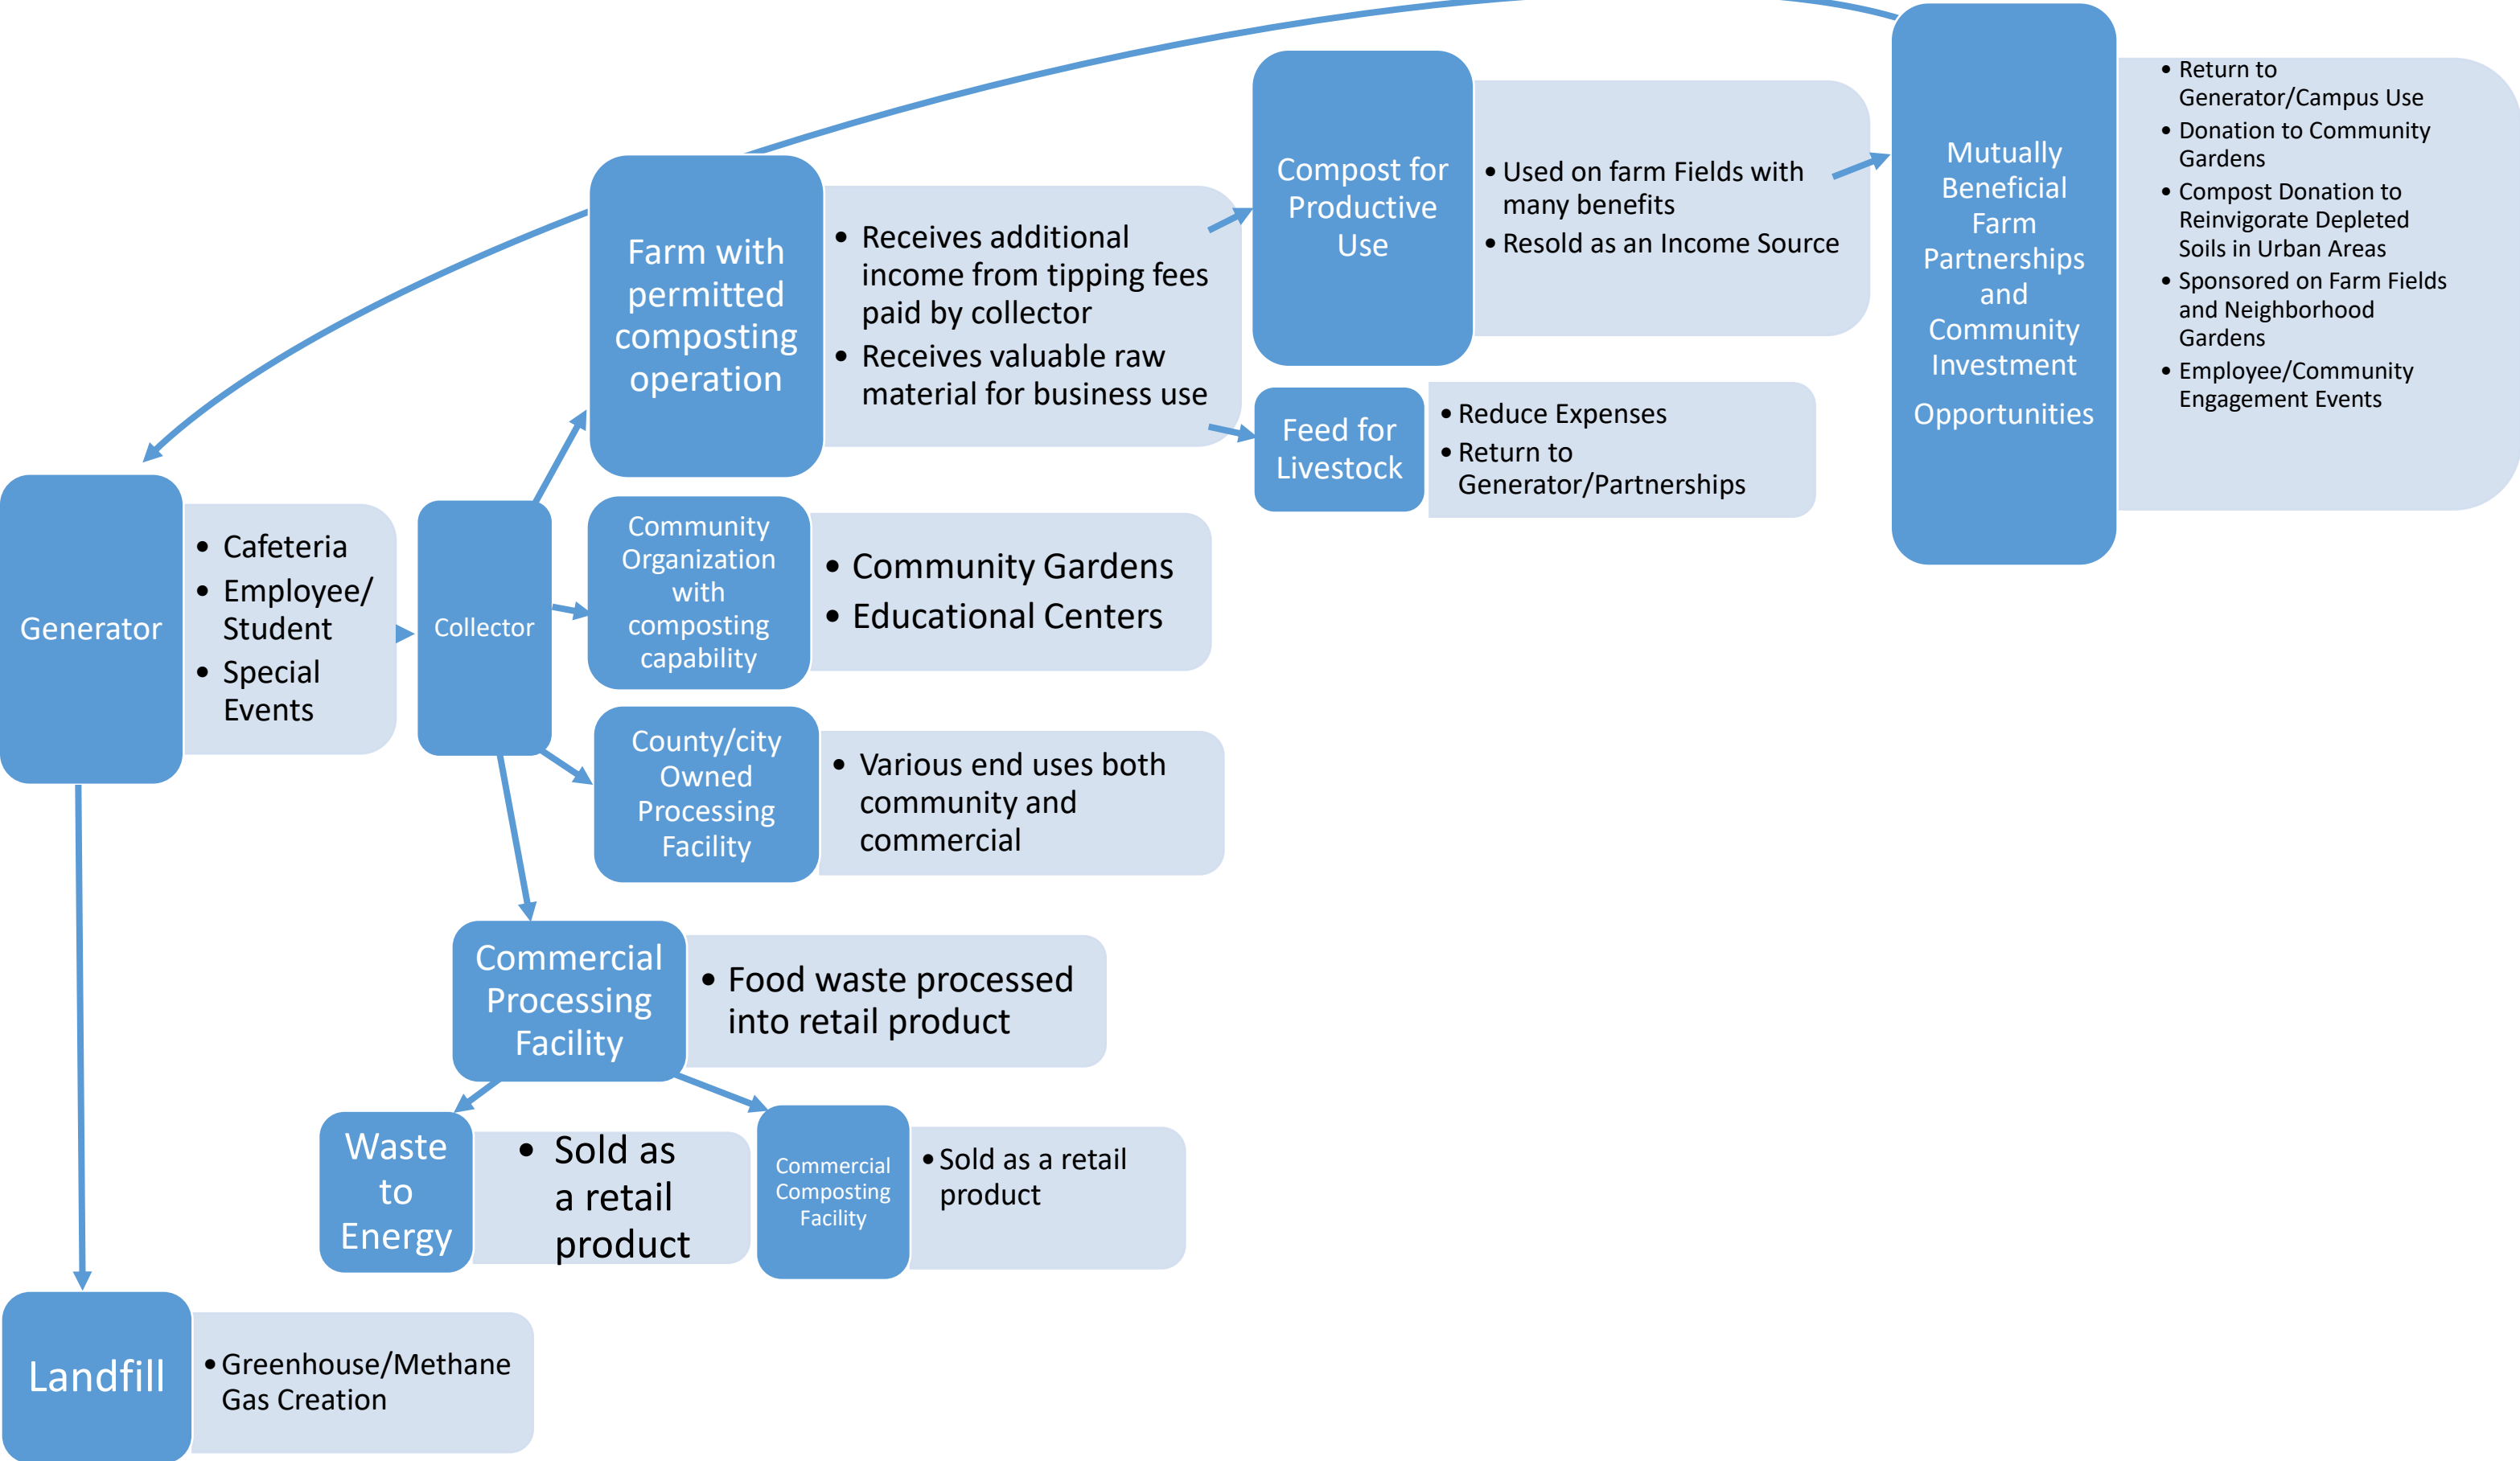 Generator
• Cafeteria
• Employee/
Student
• Special
Events
Collector
Farm with
permitted
composting
operation
• Receives additional
income from tipping fees
paid by collector
• Receives valuable raw
material for business use
Compost for
Productive
Use
• Used on farm Fields with
many benefits
• Resold as an Income Source
Feed for
Livestock
• Reduce Expenses
• Return to
Generator/Partnerships
Mutually
Beneficial
Farm
Partnerships
and
Community
Investment
Opportunities
• Return to
Generator/Campus Use
• Donation to Community
Gardens
• Compost Donation to
Reinvigorate Depleted
Soils in Urban Areas
• Sponsored on Farm Fields
and Neighborhood
Gardens
• Employee/Community
Engagement Events
Community
Organization
with
composting
capability
• Community Gardens
• Educational Centers
County/city
Owned
Processing
Facility
• Various end uses both
community and
commercial
Commercial
Processing
Facility
• Food waste processed
into retail product
Waste
to
Energy
• Sold as
a retail
product
Commercial
Composting
Facility
• Sold as a retail
product
Landfill
• Greenhouse/Methane
Gas Creation